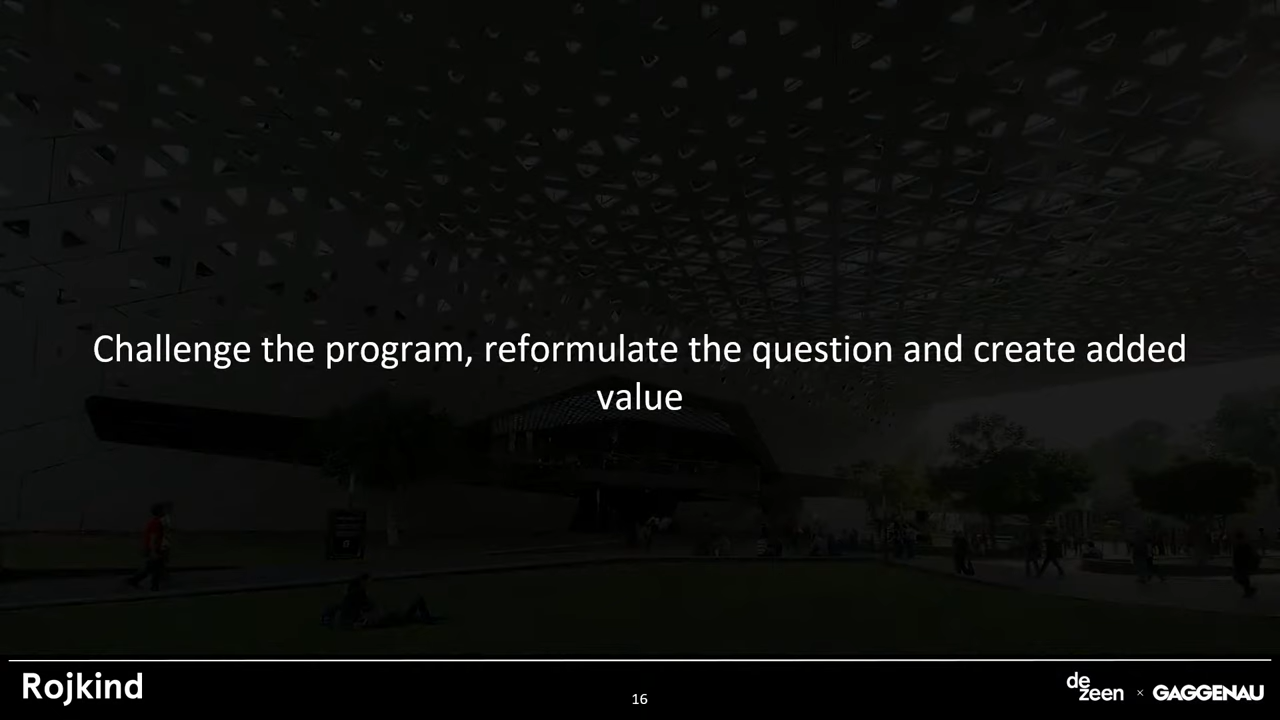 Challenge the program, reformulate the question and create added
value
Rojkind
16
de
zeen × GAGGENAU